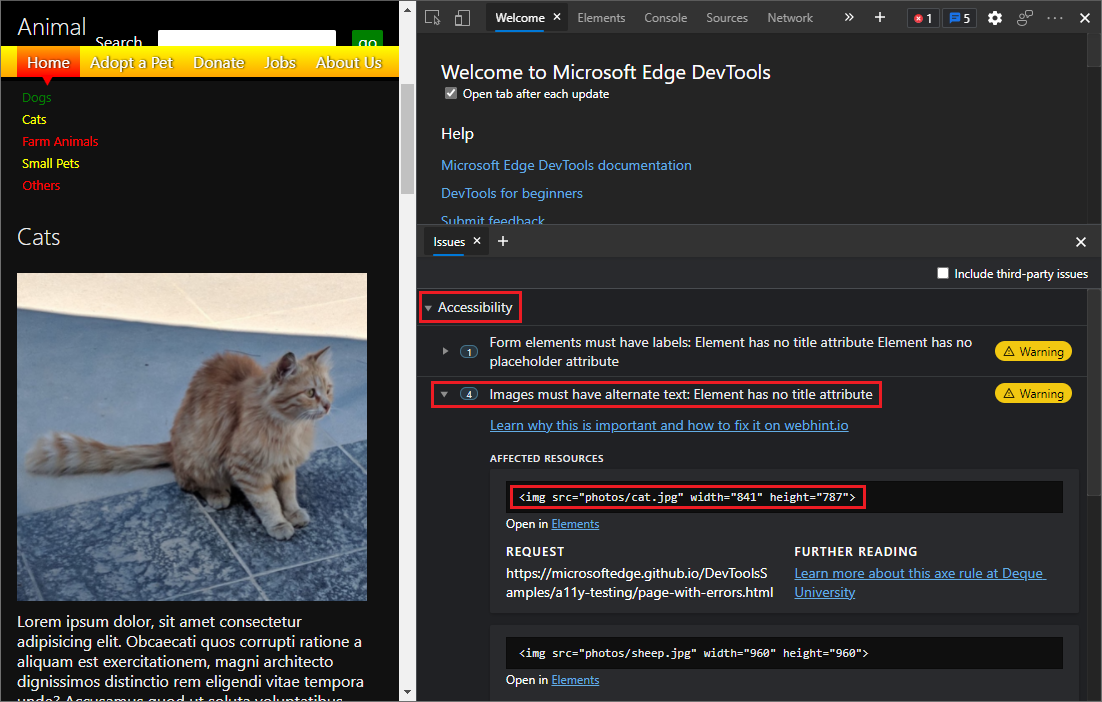 Animal
Search
go
Home Adopt a Pet Donate Jobs About Us
Dogs
Cats
Farm Animals
Small Pets
Others
Cats
Lorem ipsum dolor, sit amet consectetur
adipisicing elit. Obcaecati quos corrupti ratione a
aliquam est exercitationem, magni architecto
dignissimos distinctio rem eligendi vitae tempora
unde? Accusamus quod ut soluta voluptatibus
Welcome Elements Console Sources Network 1 5
Welcome to Microsoft Edge DevTools
Open tab after each update
Help
Microsoft Edge DevTools documentation
DevTools for beginners
Submit feedback
Issues
Include third-party issues
Accessibility
1 Form elements must have labels: Element has no title attribute Element has no
placeholder attribute
Warning
4 Images must have alternate text: Element has no title attribute Warning
Learn why this is important and how to fix it on webhint.io
AFFECTED RESOURCES
<img src="photos/cat.jpg" width="841" height="787">
Open in Elements
REQUEST
https://microsoftedge.github.io/DevToolsS
amples/a11y-testing/page-with-errors.html
FURTHER READING
Learn more about this axe rule at Deque
University
<img src="photos/sheep.jpg" width="960" height="960">
Open in Elements